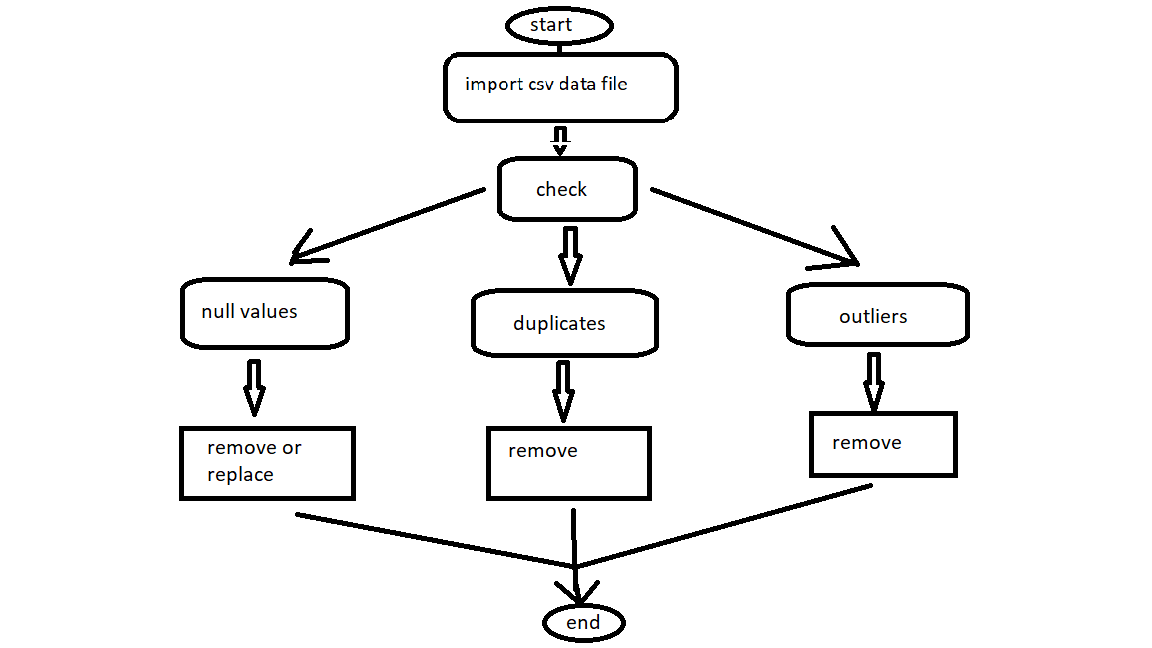 start
import csv data file
check
null values
duplicates
outliers
remove or
replace
remove
remove
end